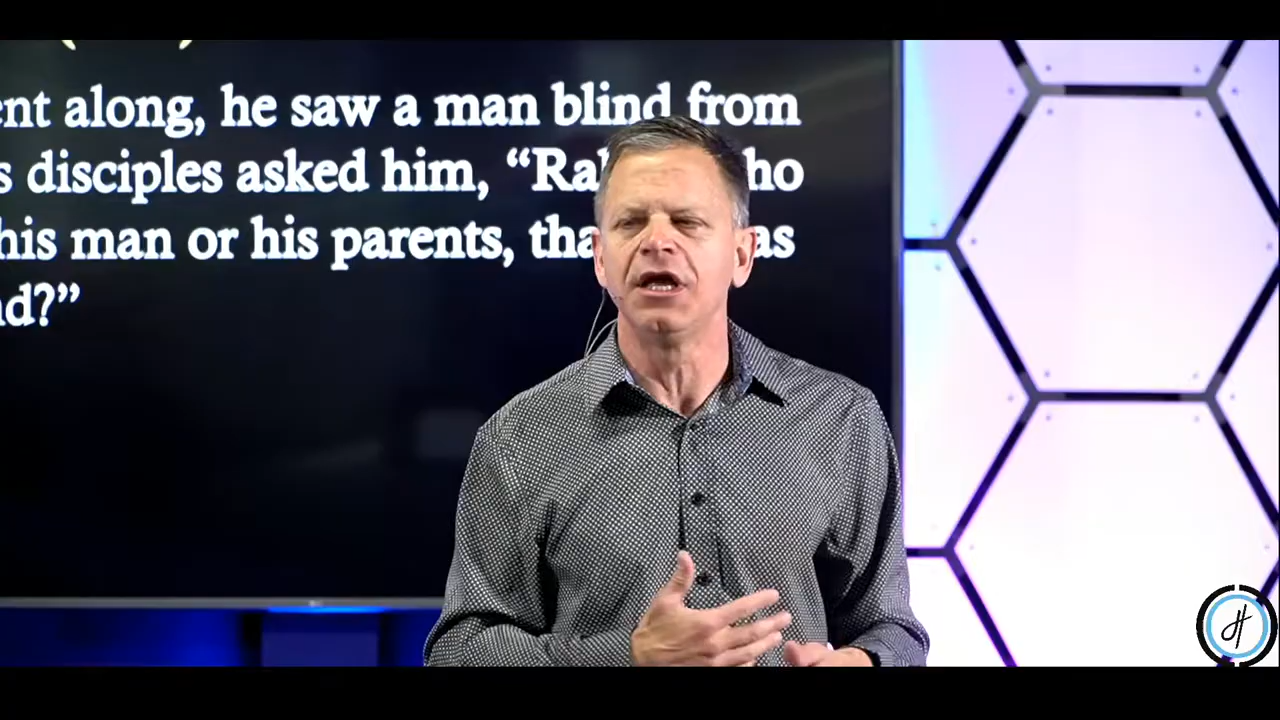 ent along, he saw a man blind from
s disciples asked him, “Ra ho
his man or his parents, tha as
nd?”